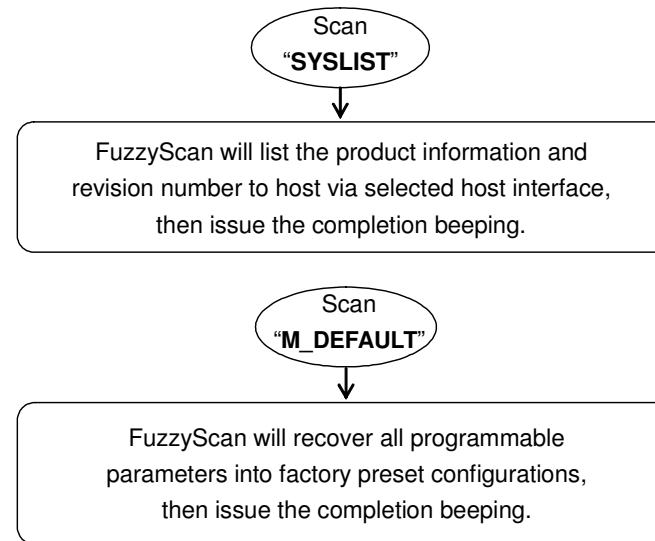 Scan
“SYSLIST”
FuzzyScan will list the product information and
revision number to host via selected host interface,
then issue the completion beeping.
Scan
“M_DEFAULT”
FuzzyScan will recover all programmable
parameters into factory preset configurations,
then issue the completion beeping.